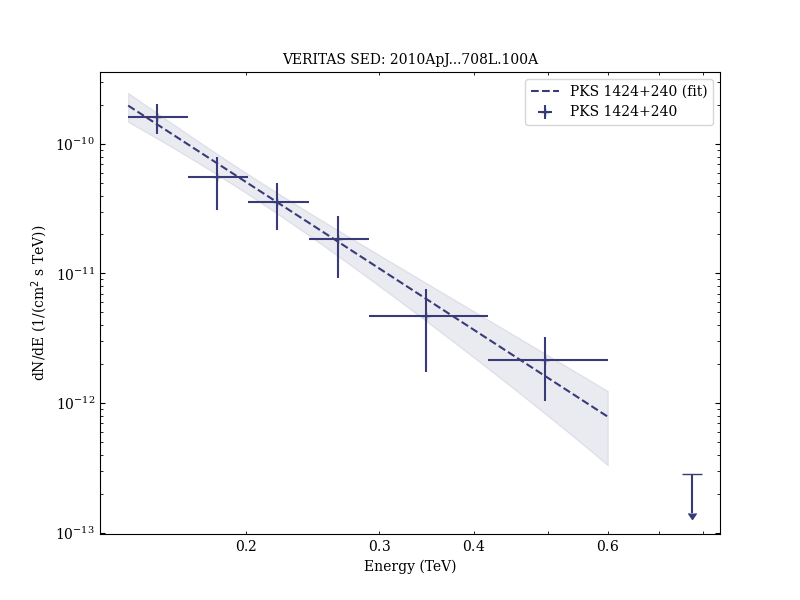 VERITAS SED: 2010ApJ...708L.100A
PKS 1424+240 (fit)
PKS 1424+240
dN/dE (1/(cm² s TeV))
10⁻¹⁰
10⁻¹¹
10⁻¹²
10⁻¹³
0.2 0.3 0.4 0.6
Energy (TeV)